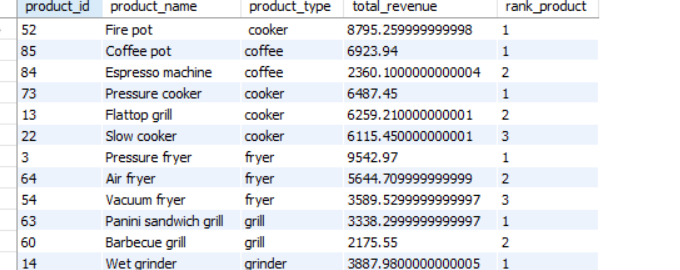 product_id product_name product_type total_revenue rank_product
52 Fire pot cooker 8795.259999999998 1
85 Coffee pot coffee 6923.94 1
84 Espresso machine coffee 2360.1000000000004 2
73 Pressure cooker cooker 6487.45 1
13 Flattop grill cooker 6259.210000000001 2
22 Slow cooker cooker 6115.450000000001 3
3 Pressure fryer fryer 9542.97 1
64 Air fryer fryer 5644.709999999999 2
54 Vacuum fryer fryer 3589.5299999999997 3
63 Panini sandwich grill grill 3338.2999999999997 1
60 Barbecue grill grill 2175.55 2
14 Wet grinder grinder 3887.9800000000005 1